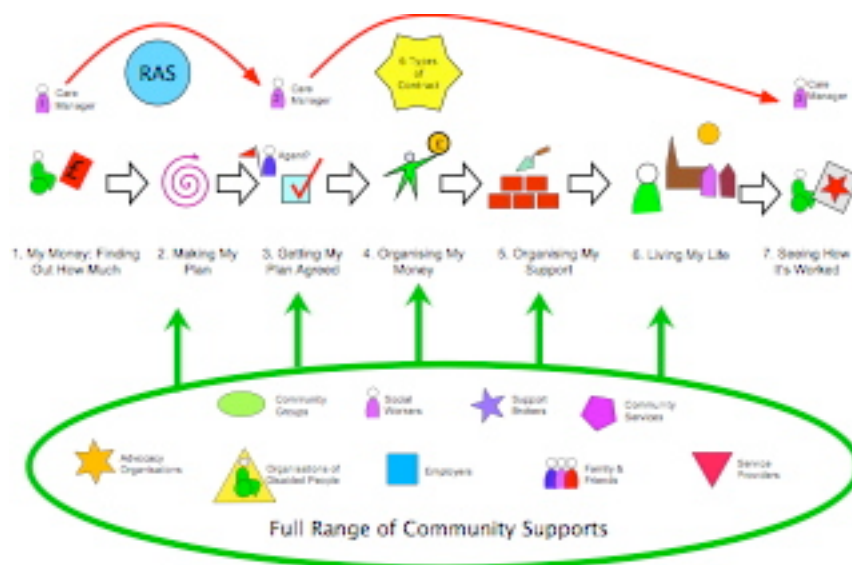 RAS
6 Types
of
Contract
1 Care
Manager
2 Care
Manager
3 Care
Manager
£
Agent?
£
1. My Money: Finding
Out How Much
2. Making My
Plan
3. Getting My
Plan Agreed
4. Organising My
Money
5. Organising My
Support
6. Living My Life
7. Seeing How
It's Worked
Community
Groups
Social
Workers
Support
Brokers
Community
Services
Advocacy
Organisations
Organisations of
Disabled People
Employers
Family &
Friends
Service
Providers
Full Range of Community Supports